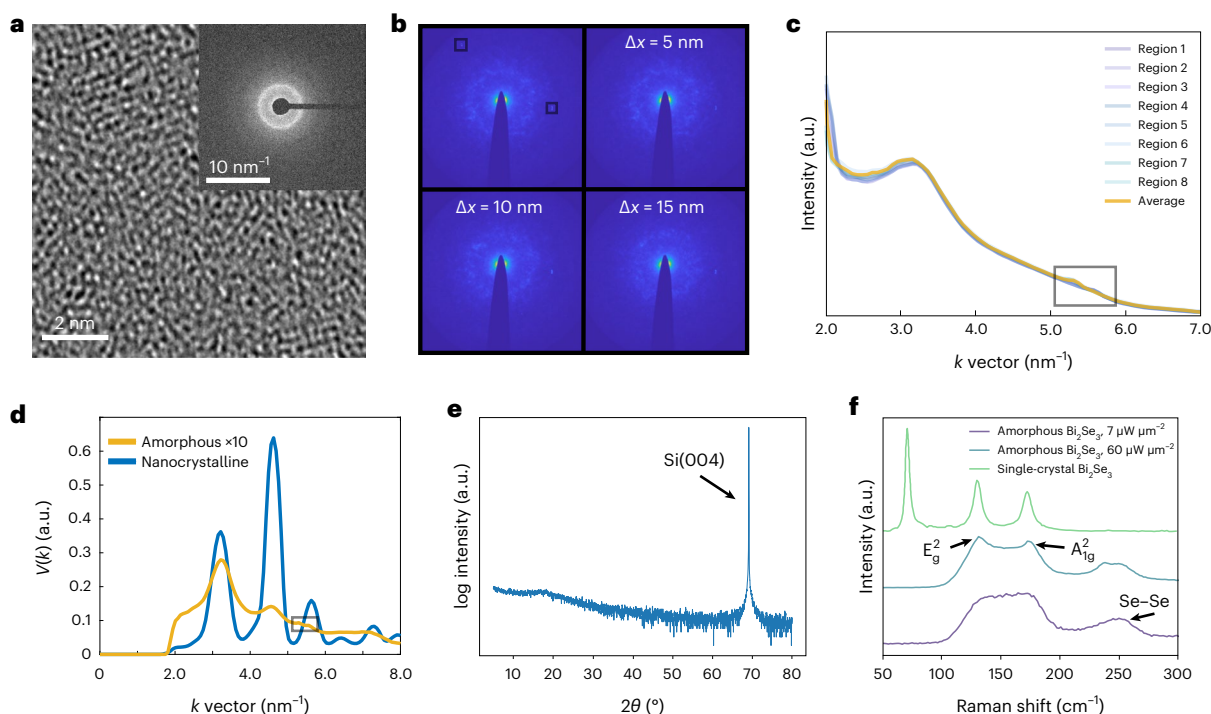 a
10 nm⁻¹
2 nm
b
Δx = 5 nm
Δx = 10 nm
Δx = 15 nm
c
Intensity (a.u.)
Region 1
Region 2
Region 3
Region 4
Region 5
Region 6
Region 7
Region 8
Average
2.0 3.0 4.0 5.0 6.0 7.0
k vector (nm⁻¹)
d
V(k) (a.u.)
0.6
0.5
0.4
0.3
0.2
0.1
0
Amorphous ×10
Nanocrystalline
0 2.0 4.0 6.0 8.0
k vector (nm⁻¹)
e
log intensity (a.u.)
Si(004)
10 20 30 40 50 60 70 80
2θ (°)
f
Intensity (a.u.)
Amorphous Bi₂Se₃, 7 µW µm⁻²
Amorphous Bi₂Se₃, 60 µW µm⁻²
Single-crystal Bi₂Se₃
E²g
A²1g
Se–Se
50 100 150 200 250 300
Raman shift (cm⁻¹)